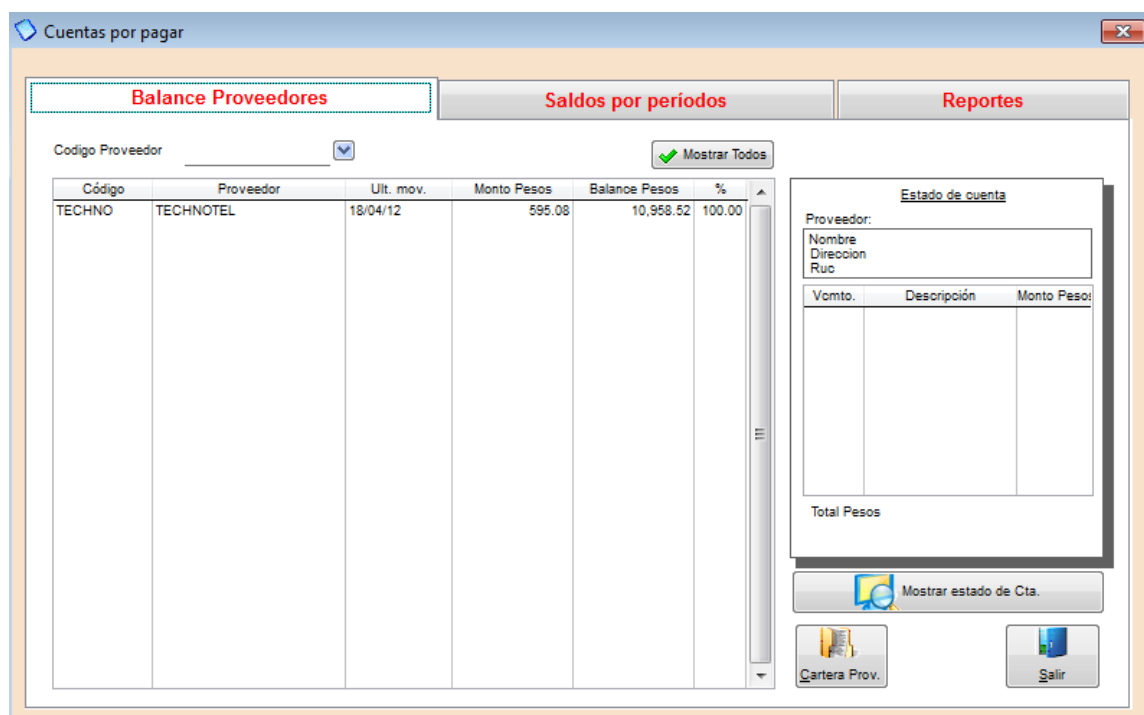 Cuentas por pagar
Balance Proveedores
Saldos por períodos
Reportes
Codigo Proveedor
Mostrar Todos
Código Proveedor Ult. mov. Monto Pesos Balance Pesos %
TECHNO TECHNOTEL 18/04/12 595.08 10,958.52 100.00
Estado de cuenta
Proveedor:
Nombre
Direccion
Ruc
Vcmto. Descripción Monto Pesos
Total Pesos
Mostrar estado de Cta.
Cartera Prov.
Salir